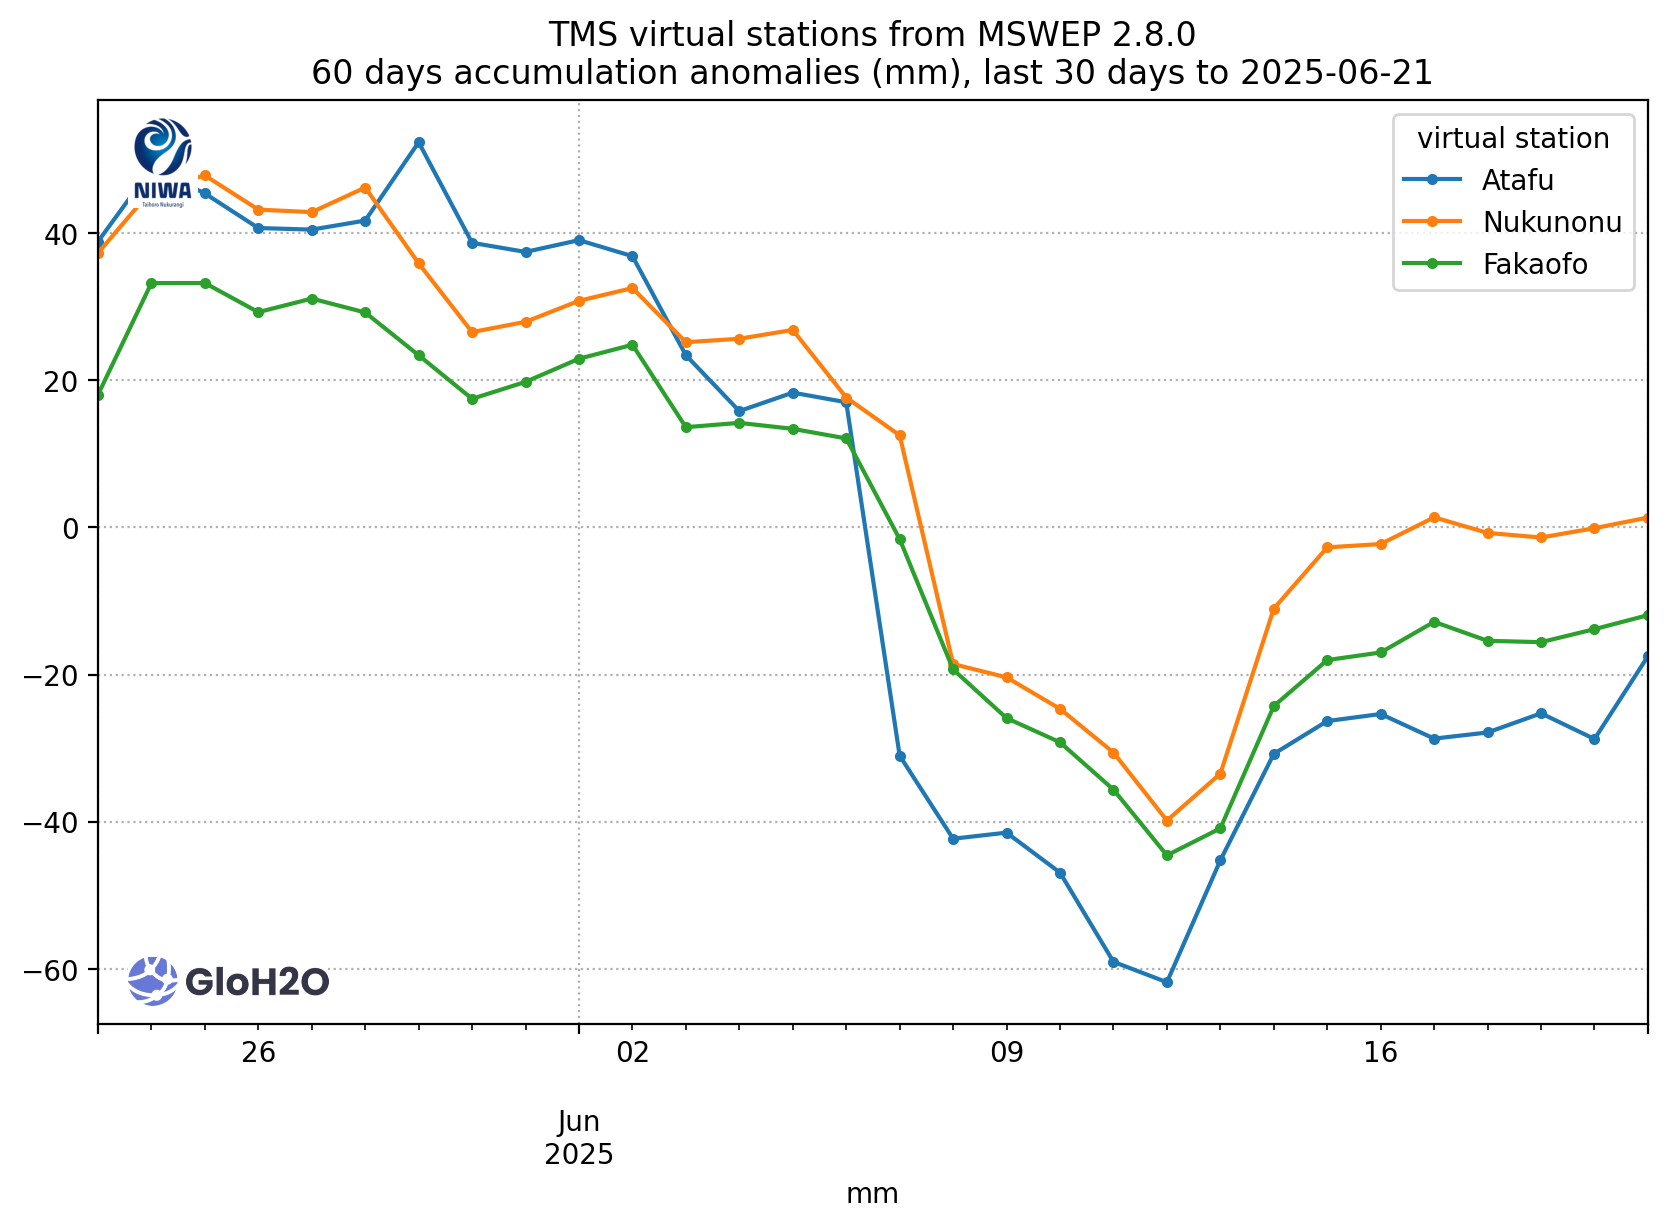 TMS virtual stations from MSWEP 2.8.0
60 days accumulation anomalies (mm), last 30 days to 2025-06-21
NIWA
Taihoro Nukurangi
virtual station
Atafu
Nukunonu
Fakaofo
40
20
0
−20
−40
−60
GloH2O
26
02
09
16
Jun
2025
mm